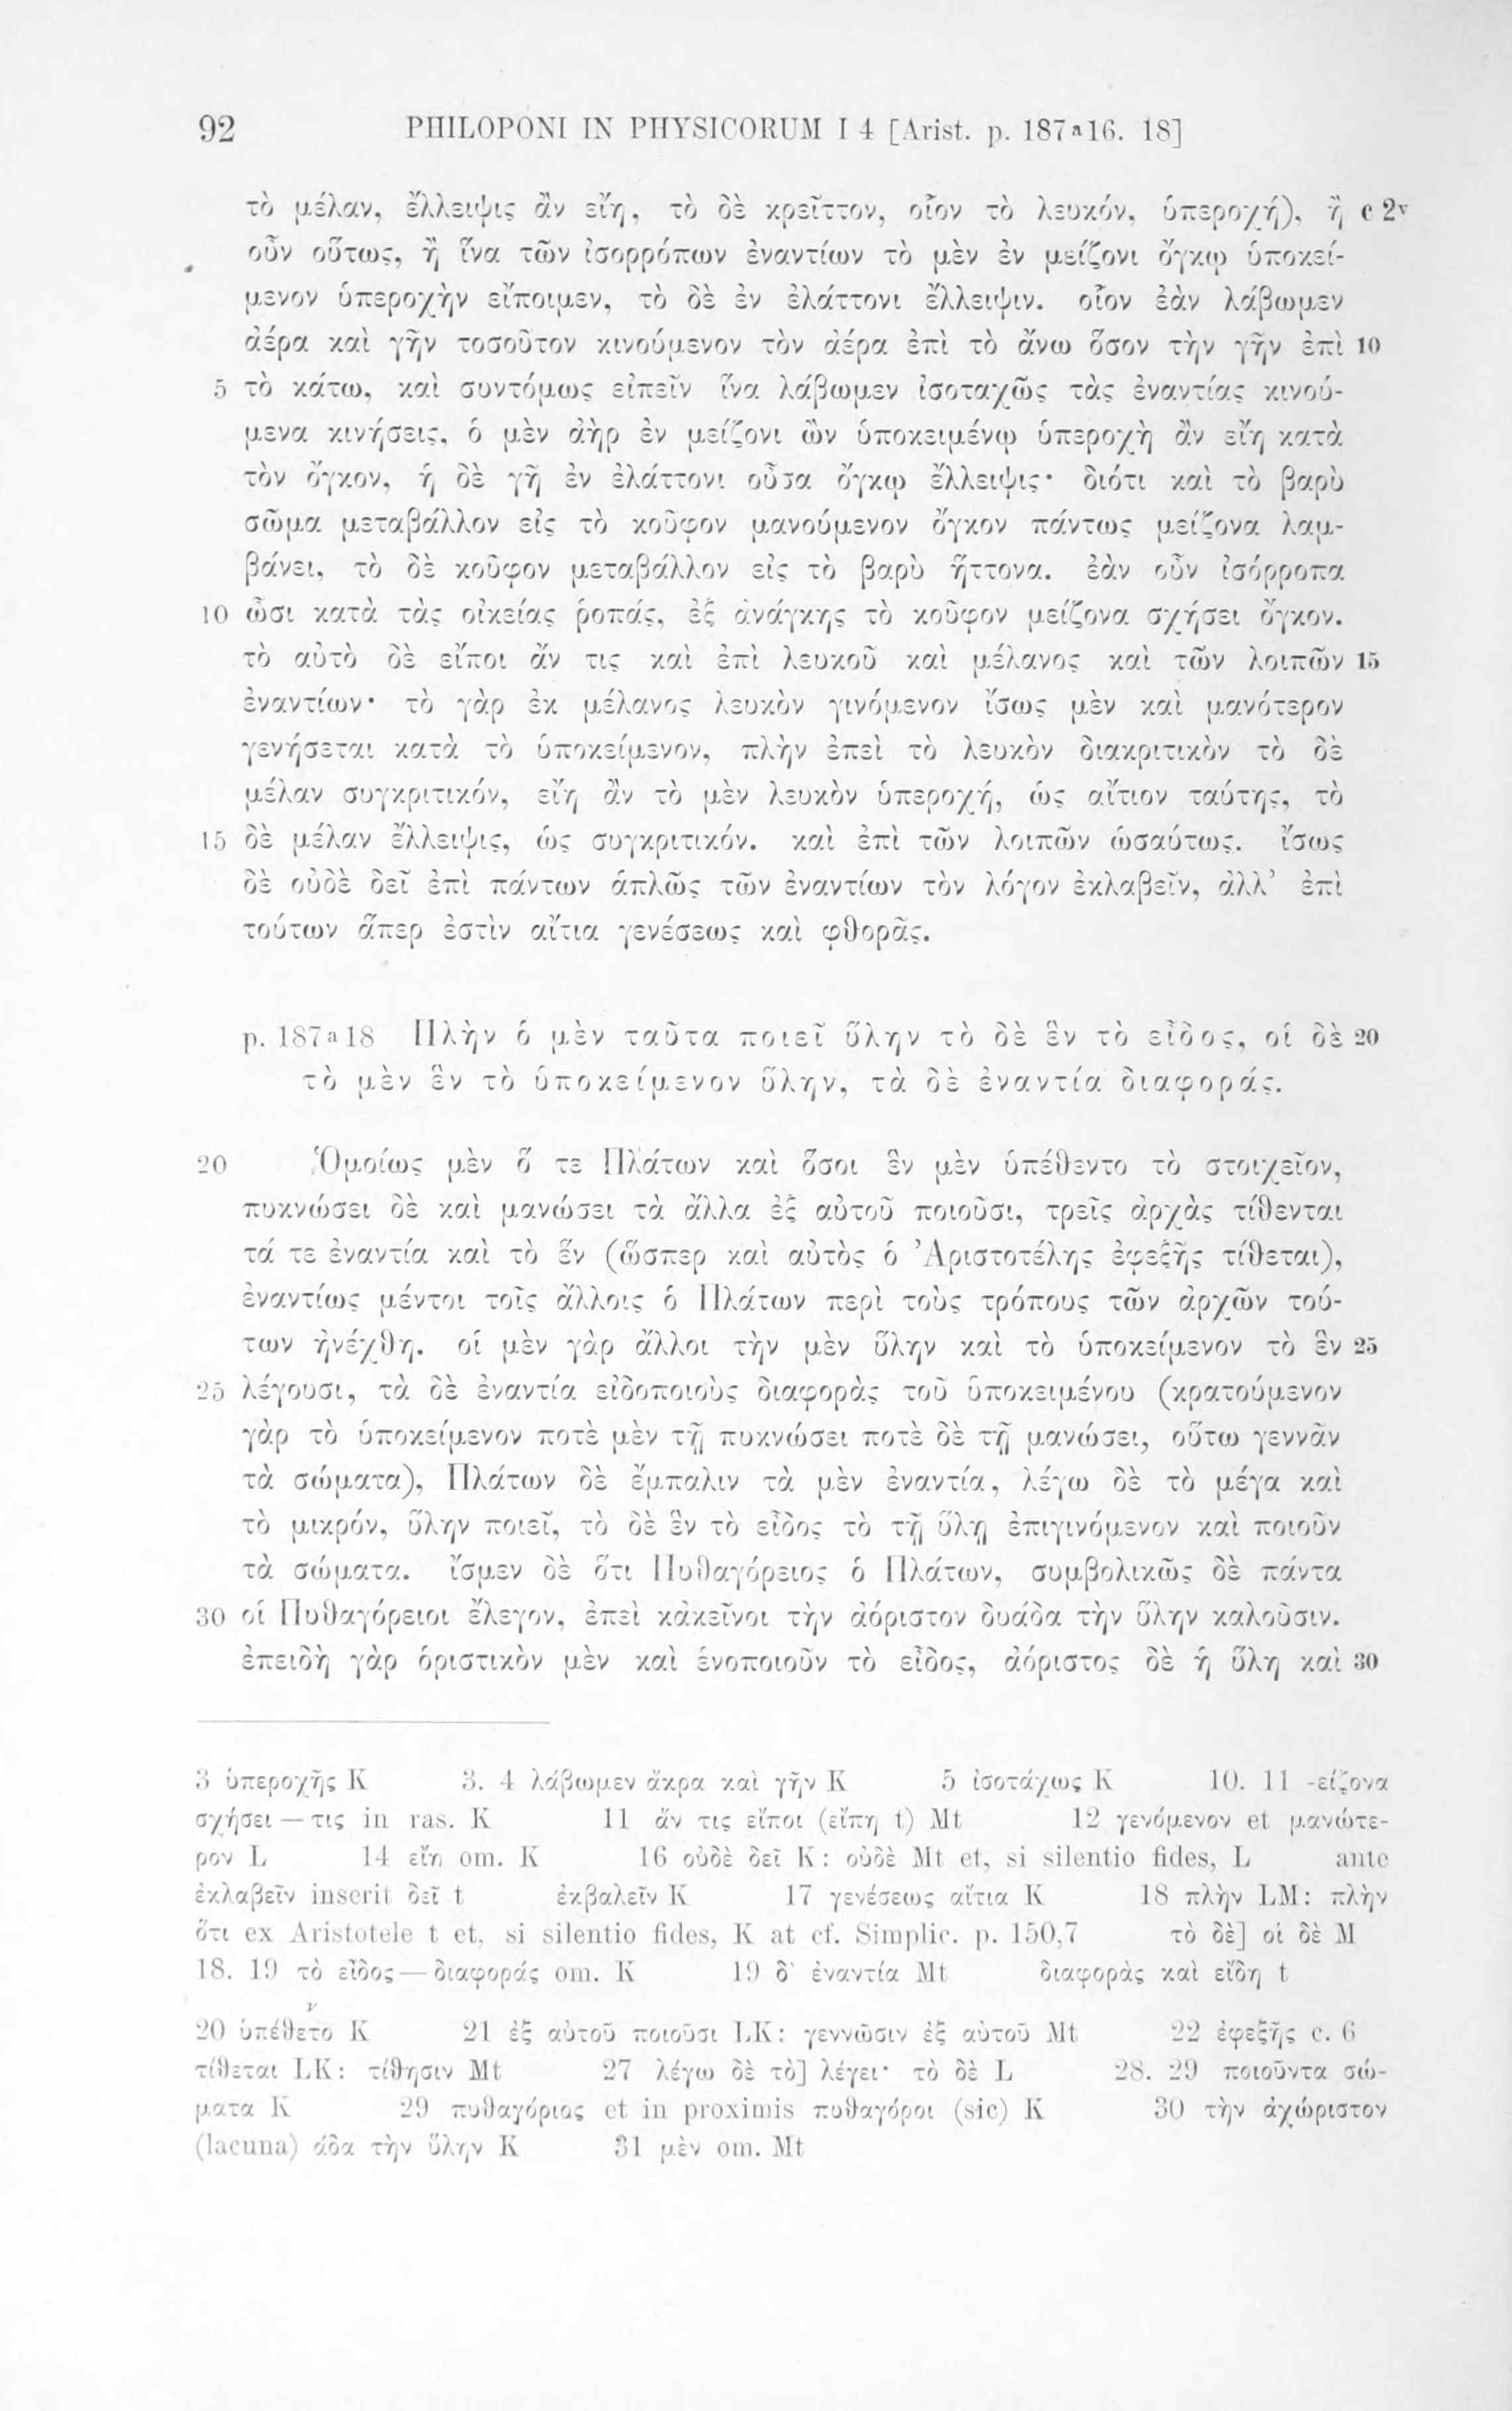 92 PHILOPONI IN PHYSICORUM I 4 [Arist. p. 187ᵃ16. 18]
τὸ μέλαν, ἔλλειψις ἂν εἴη, τὸ δὲ κρεῖττον, οἷον τὸ λευκόν, ὑπεροχή), ἢ c 2ᵛ
οὖν οὕτως, ἢ ἵνα τῶν ἰσορρόπων ἐναντίων τὸ μὲν ἐν μείζονι ὄγκῳ ὑποκεί-
μενον ὑπεροχὴν εἴποιμεν, τὸ δὲ ἐν ἐλάττονι ἔλλειψιν. οἷον ἐὰν λάβωμεν
ἀέρα καὶ γῆν τοσοῦτον κινούμενον τὸν ἀέρα ἐπὶ τὸ ἄνω ὅσον τὴν γῆν ἐπὶ 10
5 τὸ κάτω, καὶ συντόμως εἰπεῖν ἵνα λάβωμεν ἰσοταχῶς τὰς ἐναντίας κινού-
μενα κινήσεις, ὁ μὲν ἀὴρ ἐν μείζονι ὢν ὑποκειμένῳ ὑπεροχὴ ἂν εἴη κατὰ
τὸν ὄγκον, ἡ δὲ γῆ ἐν ἐλάττονι οὖσα ὄγκῳ ἔλλειψις· διότι καὶ τὸ βαρὺ
σῶμα μεταβάλλον εἰς τὸ κοῦφον μανούμενον ὄγκον πάντως μείζονα λαμ-
βάνει, τὸ δὲ κοῦφον μεταβάλλον εἰς τὸ βαρὺ ἥττονα. ἐὰν οὖν ἰσόρροπα
10 ὦσι κατὰ τὰς οἰκείας ῥοπάς, ἐξ ἀνάγκης τὸ κοῦφον μείζονα σχήσει ὄγκον.
τὸ αὐτὸ δὲ εἴποι ἄν τις καὶ ἐπὶ λευκοῦ καὶ μέλανος καὶ τῶν λοιπῶν 15
ἐναντίων· τὸ γὰρ ἐκ μέλανος λευκὸν γινόμενον ἴσως μὲν καὶ μανότερον
γενήσεται κατὰ τὸ ὑποκείμενον, πλὴν ἐπεὶ τὸ λευκὸν διακριτικὸν τὸ δὲ
μέλαν συγκριτικόν, εἴη ἂν τὸ μὲν λευκὸν ὑπεροχή, ὡς αἴτιον ταύτης, τὸ
15 δὲ μέλαν ἔλλειψις, ὡς συγκριτικόν. καὶ ἐπὶ τῶν λοιπῶν ὡσαύτως. ἴσως
δὲ οὐδὲ δεῖ ἐπὶ πάντων ἁπλῶς τῶν ἐναντίων τὸν λόγον ἐκλαβεῖν, ἀλλ’ ἐπὶ
τούτων ἅπερ ἐστὶν αἴτια γενέσεως καὶ φθορᾶς.
p. 187ᵃ18 Πλὴν ὁ μὲν ταῦτα ποιεῖ ὕλην τὸ δὲ ἓν τὸ εἶδος, οἱ δὲ 20
τὸ μὲν ἓν τὸ ὑποκείμενον ὕλην, τὰ δὲ ἐναντία διαφοράς.
20 Ὁμοίως μὲν ὅ τε Πλάτων καὶ ὅσοι ἓν μὲν ὑπέθεντο τὸ στοιχεῖον,
πυκνώσει δὲ καὶ μανώσει τὰ ἄλλα ἐξ αὐτοῦ ποιοῦσι, τρεῖς ἀρχὰς τίθενται
τά τε ἐναντία καὶ τὸ ἕν (ὥσπερ καὶ αὐτὸς ὁ Ἀριστοτέλης ἐφεξῆς τίθεται),
ἐναντίως μέντοι τοῖς ἄλλοις ὁ Πλάτων περὶ τοὺς τρόπους τῶν ἀρχῶν τού-
των ἠνέχθη. οἱ μὲν γὰρ ἄλλοι τὴν μὲν ὕλην καὶ τὸ ὑποκείμενον τὸ ἓν 25
25 λέγουσι, τὰ δὲ ἐναντία εἰδοποιοὺς διαφορὰς τοῦ ὑποκειμένου (κρατούμενον
γὰρ τὸ ὑποκείμενον ποτὲ μὲν τῇ πυκνώσει ποτὲ δὲ τῇ μανώσει, οὕτω γεννᾶν
τὰ σώματα), Πλάτων δὲ ἔμπαλιν τὰ μὲν ἐναντία, λέγω δὲ τὸ μέγα καὶ
τὸ μικρόν, ὕλην ποιεῖ, τὸ δὲ ἓν τὸ εἶδος τὸ τῇ ὕλῃ ἐπιγινόμενον καὶ ποιοῦν
τὰ σώματα. ἴσμεν δὲ ὅτι Πυθαγόρειος ὁ Πλάτων, συμβολικῶς δὲ πάντα
30 οἱ Πυθαγόρειοι ἔλεγον, ἐπεὶ κἀκεῖνοι τὴν ἀόριστον δυάδα τὴν ὕλην καλοῦσιν.
ἐπειδὴ γὰρ ὁριστικὸν μὲν καὶ ἑνοποιοῦν τὸ εἶδος, ἀόριστος δὲ ἡ ὕλη καὶ 30
3 ὑπεροχῆς K 3. 4 λάβωμεν ἄκρα καὶ γῆν K 5 ἰσοτάχως K 10. 11 -είζονα
σχήσει — τις in ras. K 11 ἄν τις εἴποι (εἴπῃ t) Mt 12 γενόμενον et μανώτε-
ρον L 14 εἴη om. K 16 οὐδὲ δεῖ K: οὐδὲ Mt et, si silentio fides, L ante
ἐκλαβεῖν inserit δεῖ t ἐκβαλεῖν K 17 γενέσεως αἴτια K 18 πλὴν LM: πλὴν
ὅτι ex Aristotele t et, si silentio fides, K at cf. Simplic. p. 150,7 τὸ δὲ] οἱ δὲ M
18. 19 τὸ εἶδος — διαφοράς om. K 19 δ᾽ ἐναντία Mt διαφορὰς καὶ εἴδη t
20 ὑπέθετο̆ͮ K 21 ἐξ αὐτοῦ ποιοῦσι LK: γεννῶσιν ἐξ αὐτοῦ Mt 22 ἐφεξῆς c. 6
τίθεται LK: τίθησιν Mt 27 λέγω δὲ τὸ] λέγει· τὸ δὲ L 28. 29 ποιοῦντα σώ-
ματα K 29 πυθαγόριος et in proximis πυθαγόροι (sic) K 30 τὴν ἀχώριστον
(lacuna) άδα τὴν ὕλην K 31 μὲν om. Mt